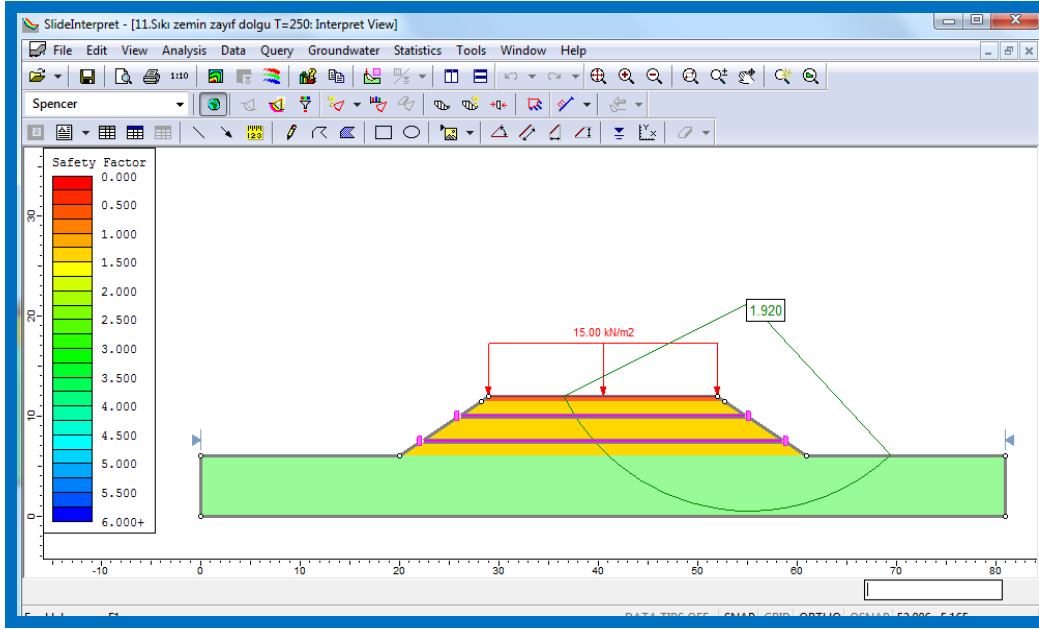 SlideInterpret - [11.Sıkı zemin zayıf dolgu T=250: Interpret View]
File Edit View Analysis Data Query Groundwater Statistics Tools Window Help
1:10
Spencer
Safety Factor
0.000
0.500
1.000
1.500
2.000
2.500
3.000
3.500
4.000
4.500
5.000
5.500
6.000+
30
20
10
0
15.00 kN/m2
1.920
-10 0 10 20 30 40 50 60 70 80
DATA TIPS OFF SNAP GRID ORTHO OSNAP